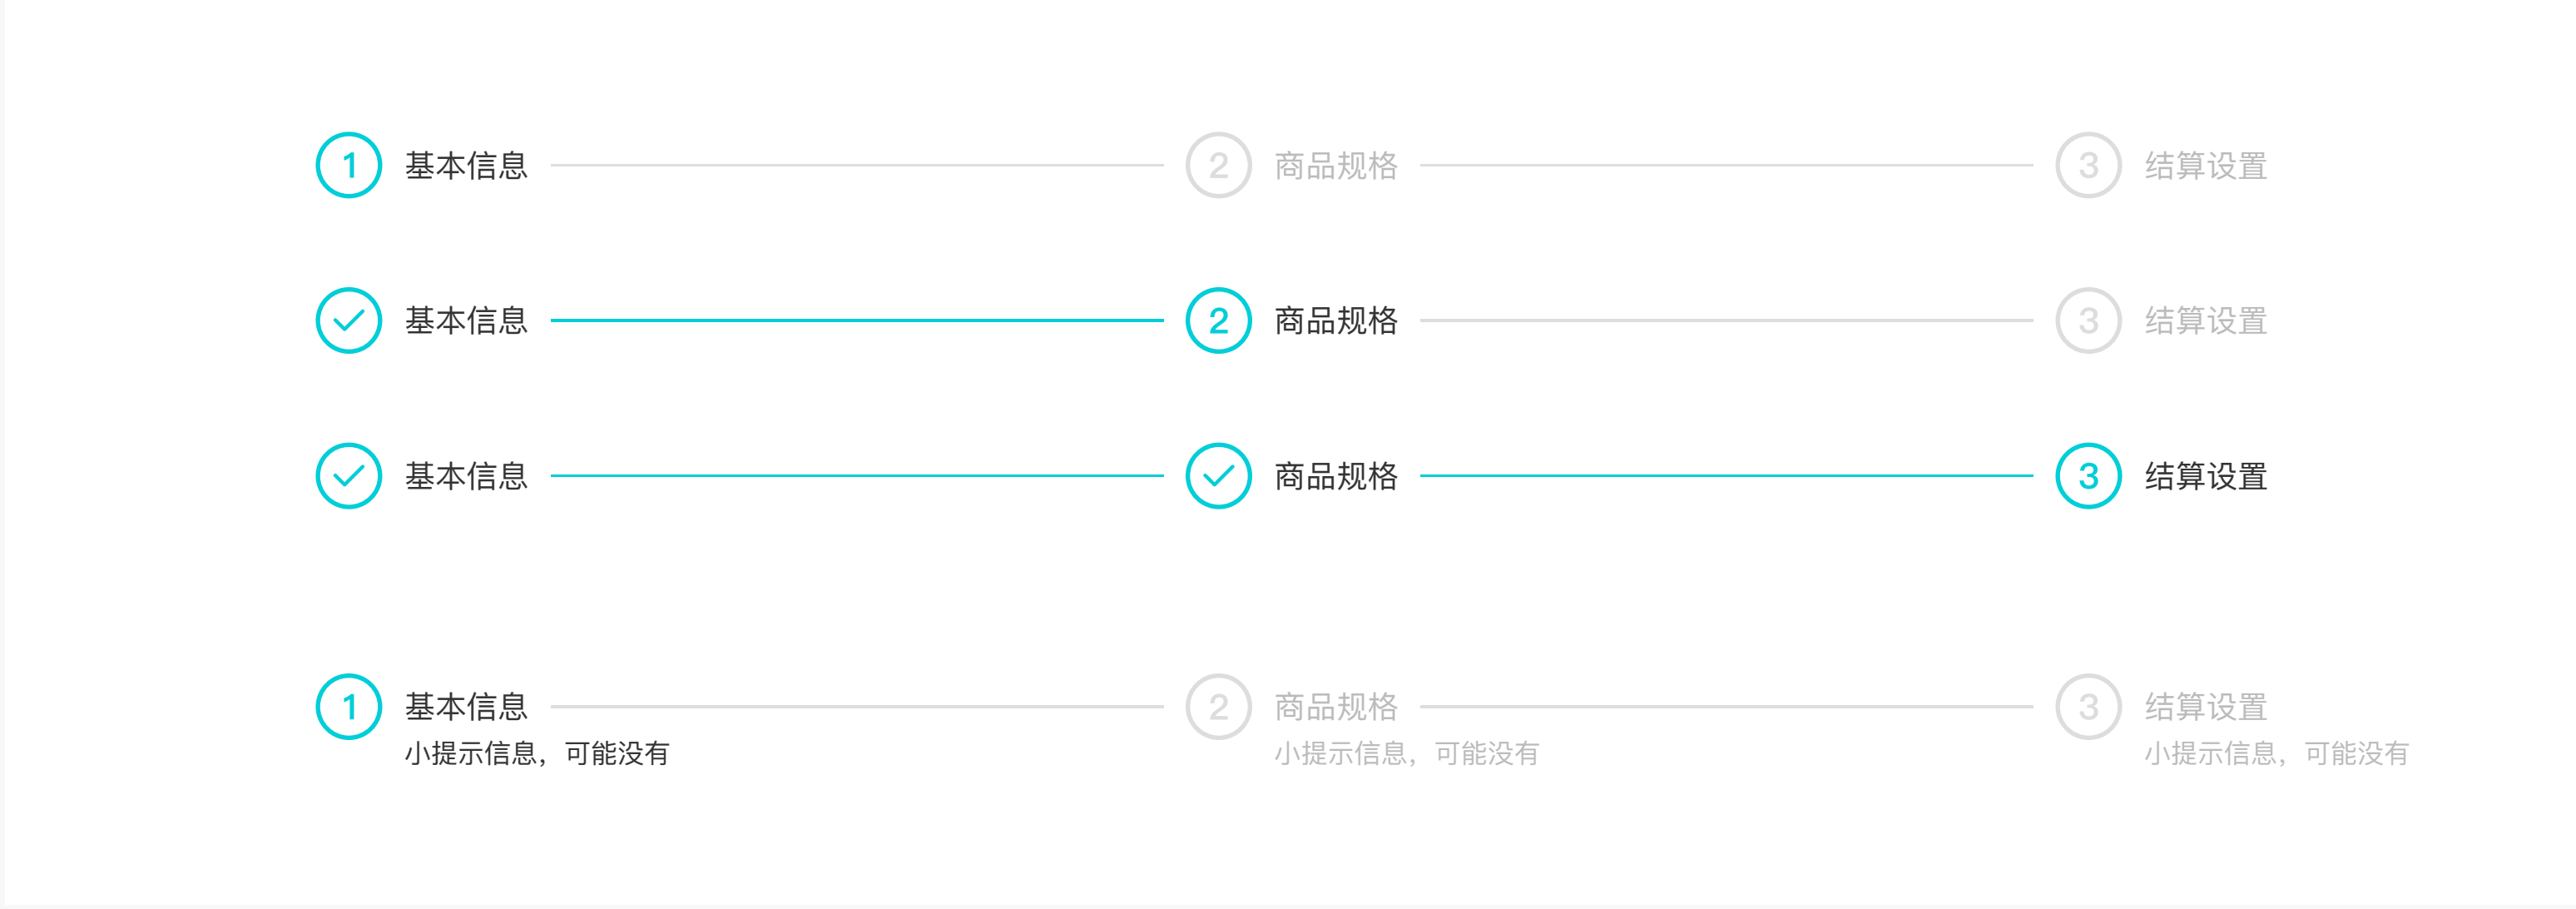 1 基本信息 2 商品规格 3 结算设置
基本信息 2 商品规格 3 结算设置
基本信息 商品规格 3 结算设置
1 基本信息 2 商品规格 3 结算设置
小提示信息，可能没有 小提示信息，可能没有 小提示信息，可能没有